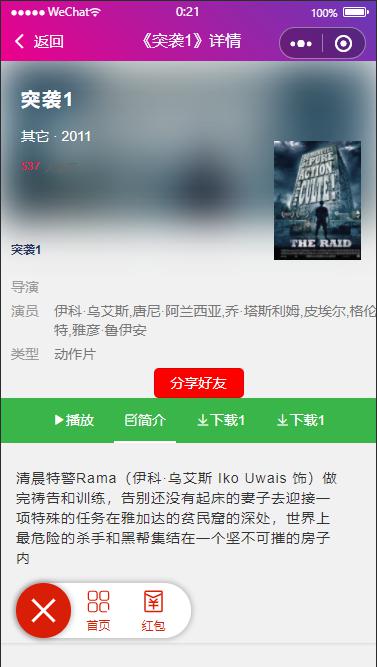 WeChat
0:21
100%
返回
《突袭1》详情
突袭1
其它 · 2011
537
THE RAID
突袭1
导演
演员
伊科·乌艾斯,唐尼·阿兰西亚,乔·塔斯利姆,皮埃尔,格伦
特,雅彦·鲁伊安
类型
动作片
分享好友
播放
简介
下载1
下载1
清晨特警Rama（伊科·乌艾斯 Iko Uwais 饰）做
完祷告和训练，告别还没有起床的妻子去迎接一
项特殊的任务在雅加达的贫民窟的深处，世界上
最危险的杀手和黑帮集结在一个坚不可摧的房子
内
首页
红包